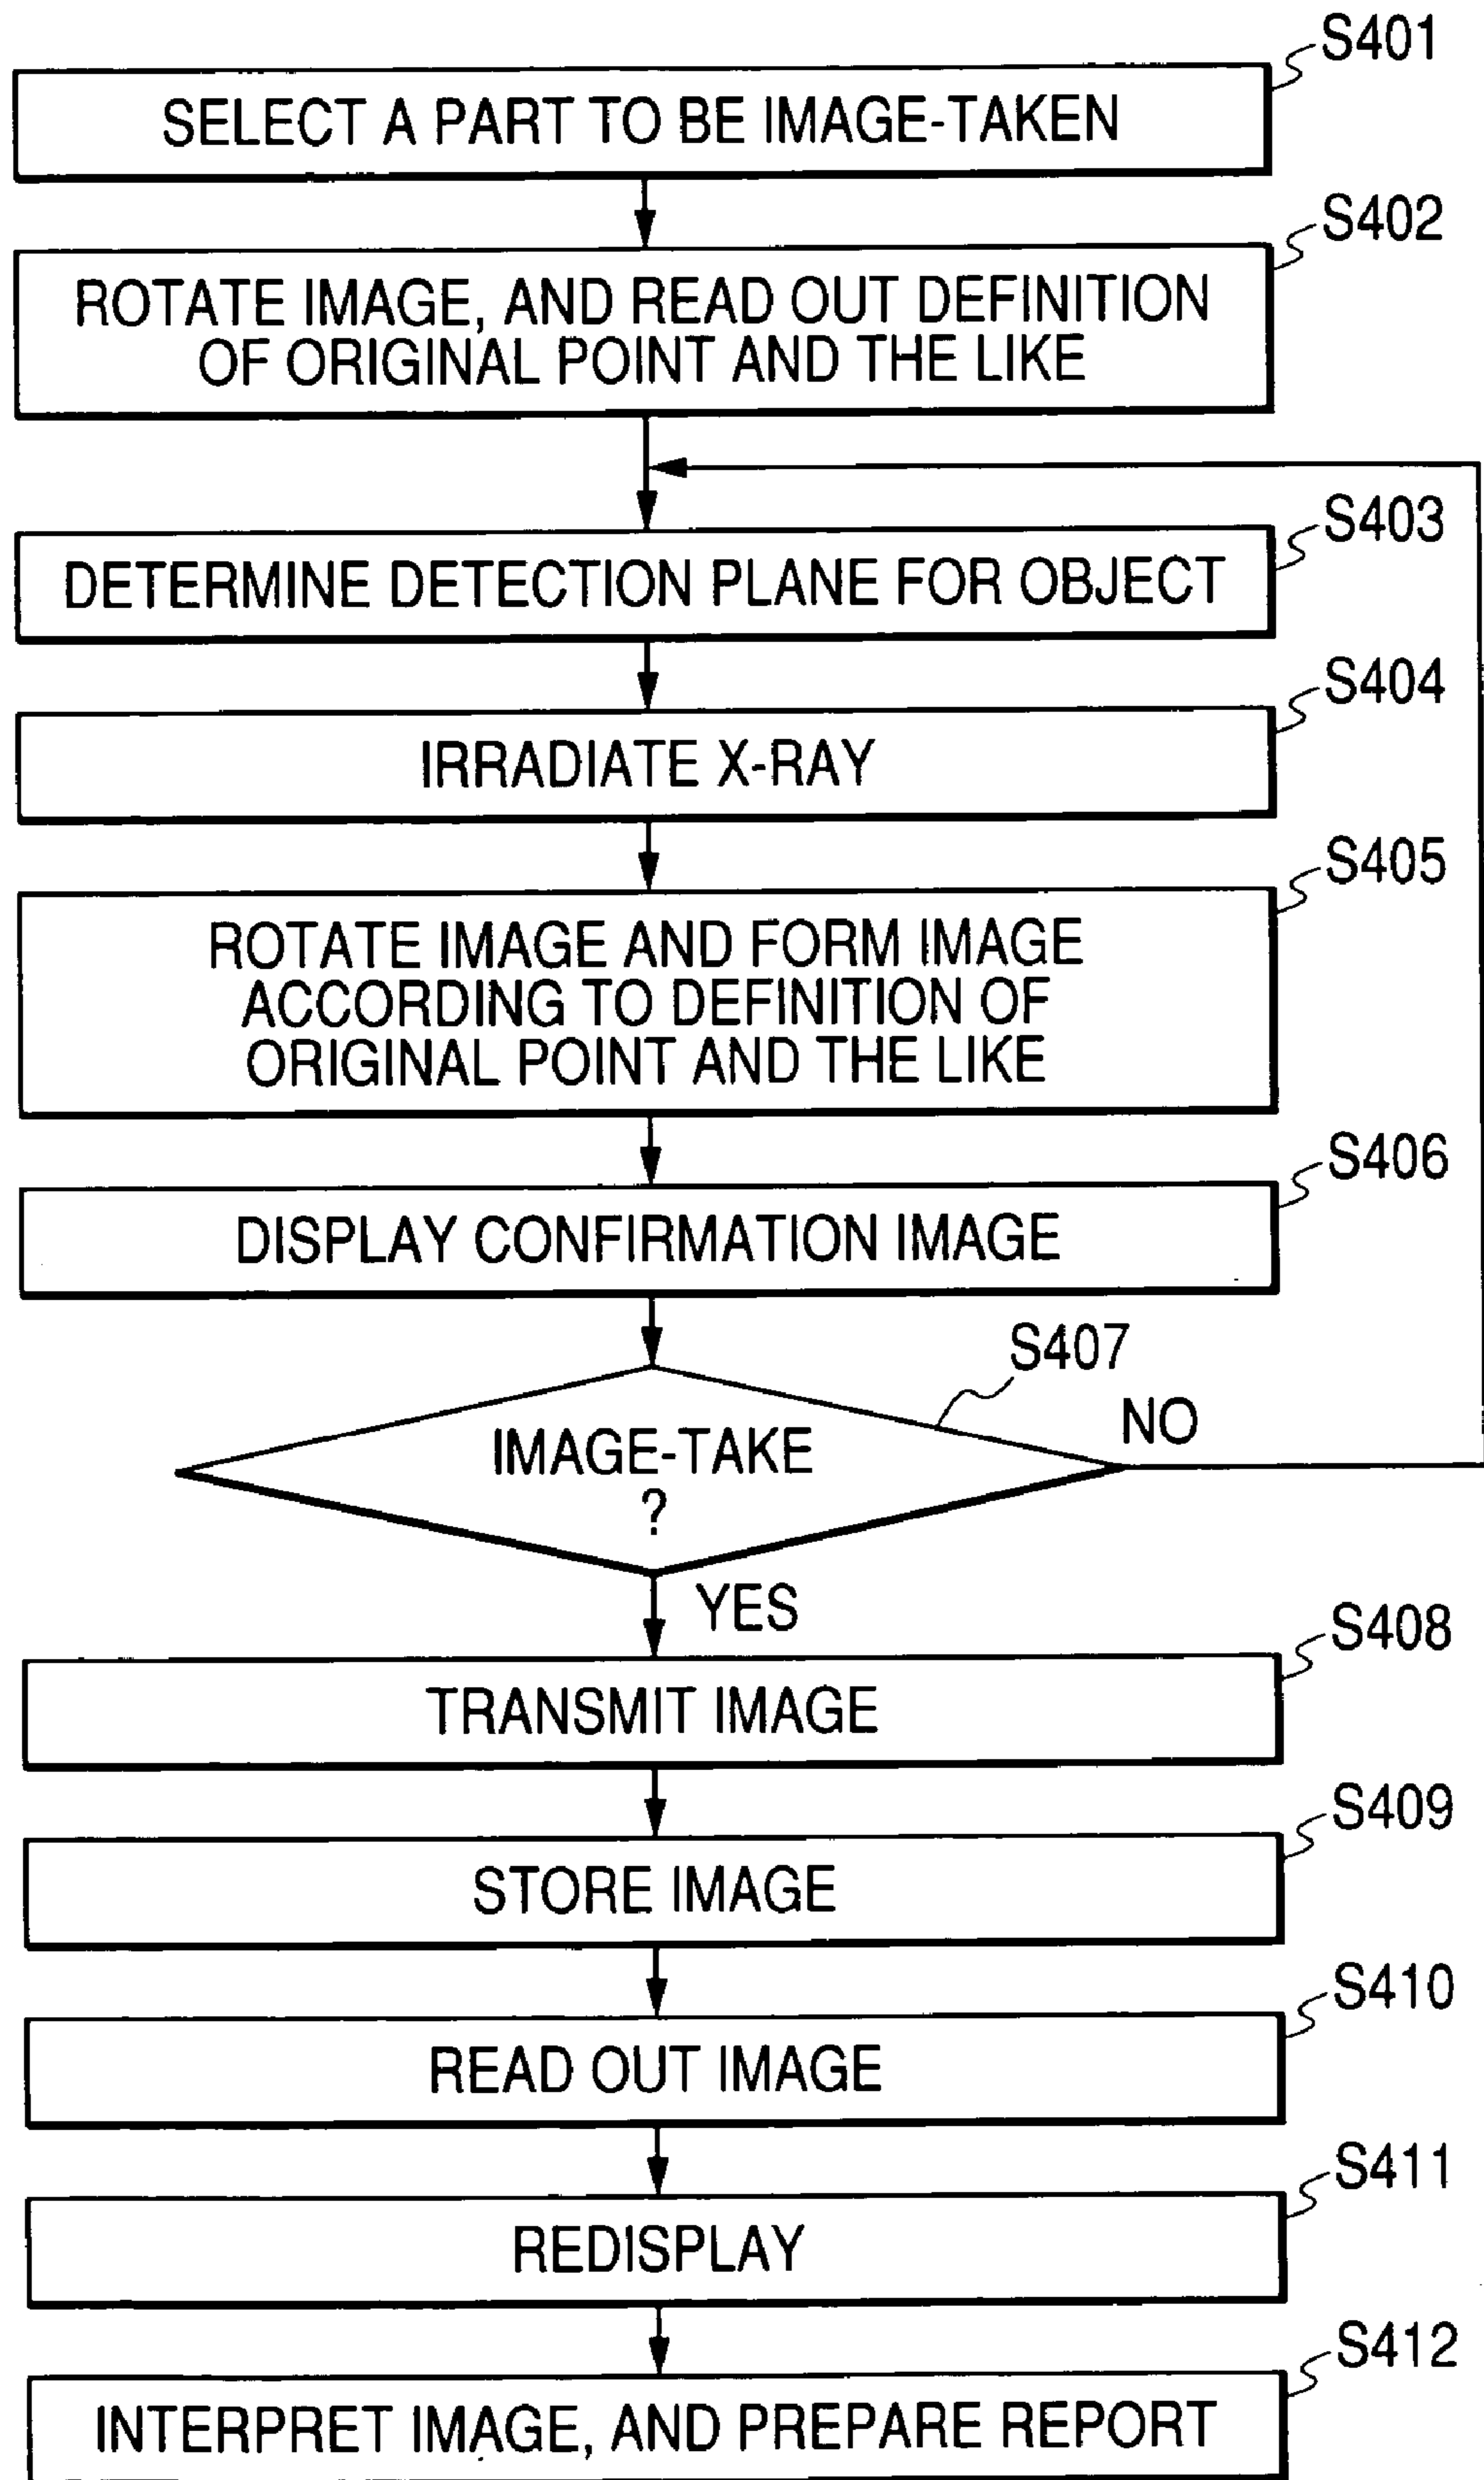 S401
SELECT A PART TO BE IMAGE-TAKEN
S402
ROTATE IMAGE, AND READ OUT DEFINITION
OF ORIGINAL POINT AND THE LIKE
S403
DETERMINE DETECTION PLANE FOR OBJECT
S404
IRRADIATE X-RAY
S405
ROTATE IMAGE AND FORM IMAGE
ACCORDING TO DEFINITION OF
ORIGINAL POINT AND THE LIKE
S406
DISPLAY CONFIRMATION IMAGE
S407
NO
IMAGE-TAKE
?
YES
S408
TRANSMIT IMAGE
S409
STORE IMAGE
S410
READ OUT IMAGE
S411
REDISPLAY
S412
INTERPRET IMAGE, AND PREPARE REPORT